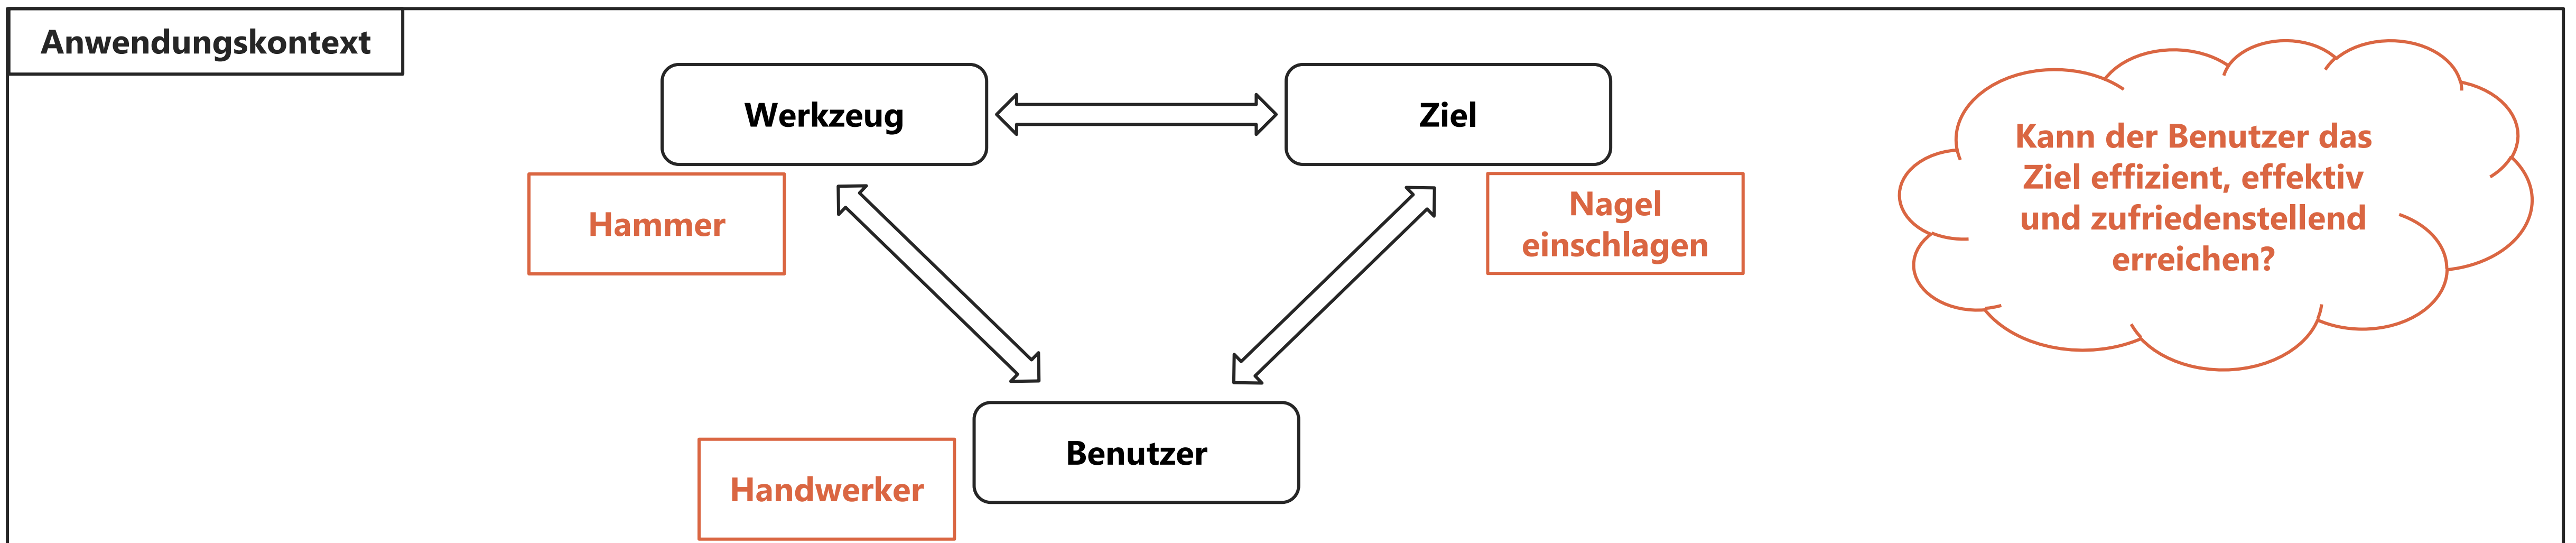 Anwendungskontext
Werkzeug
Ziel
Hammer
Nagel
einschlagen
Kann der Benutzer das
Ziel effizient, effektiv
und zufriedenstellend
erreichen?
Benutzer
Handwerker